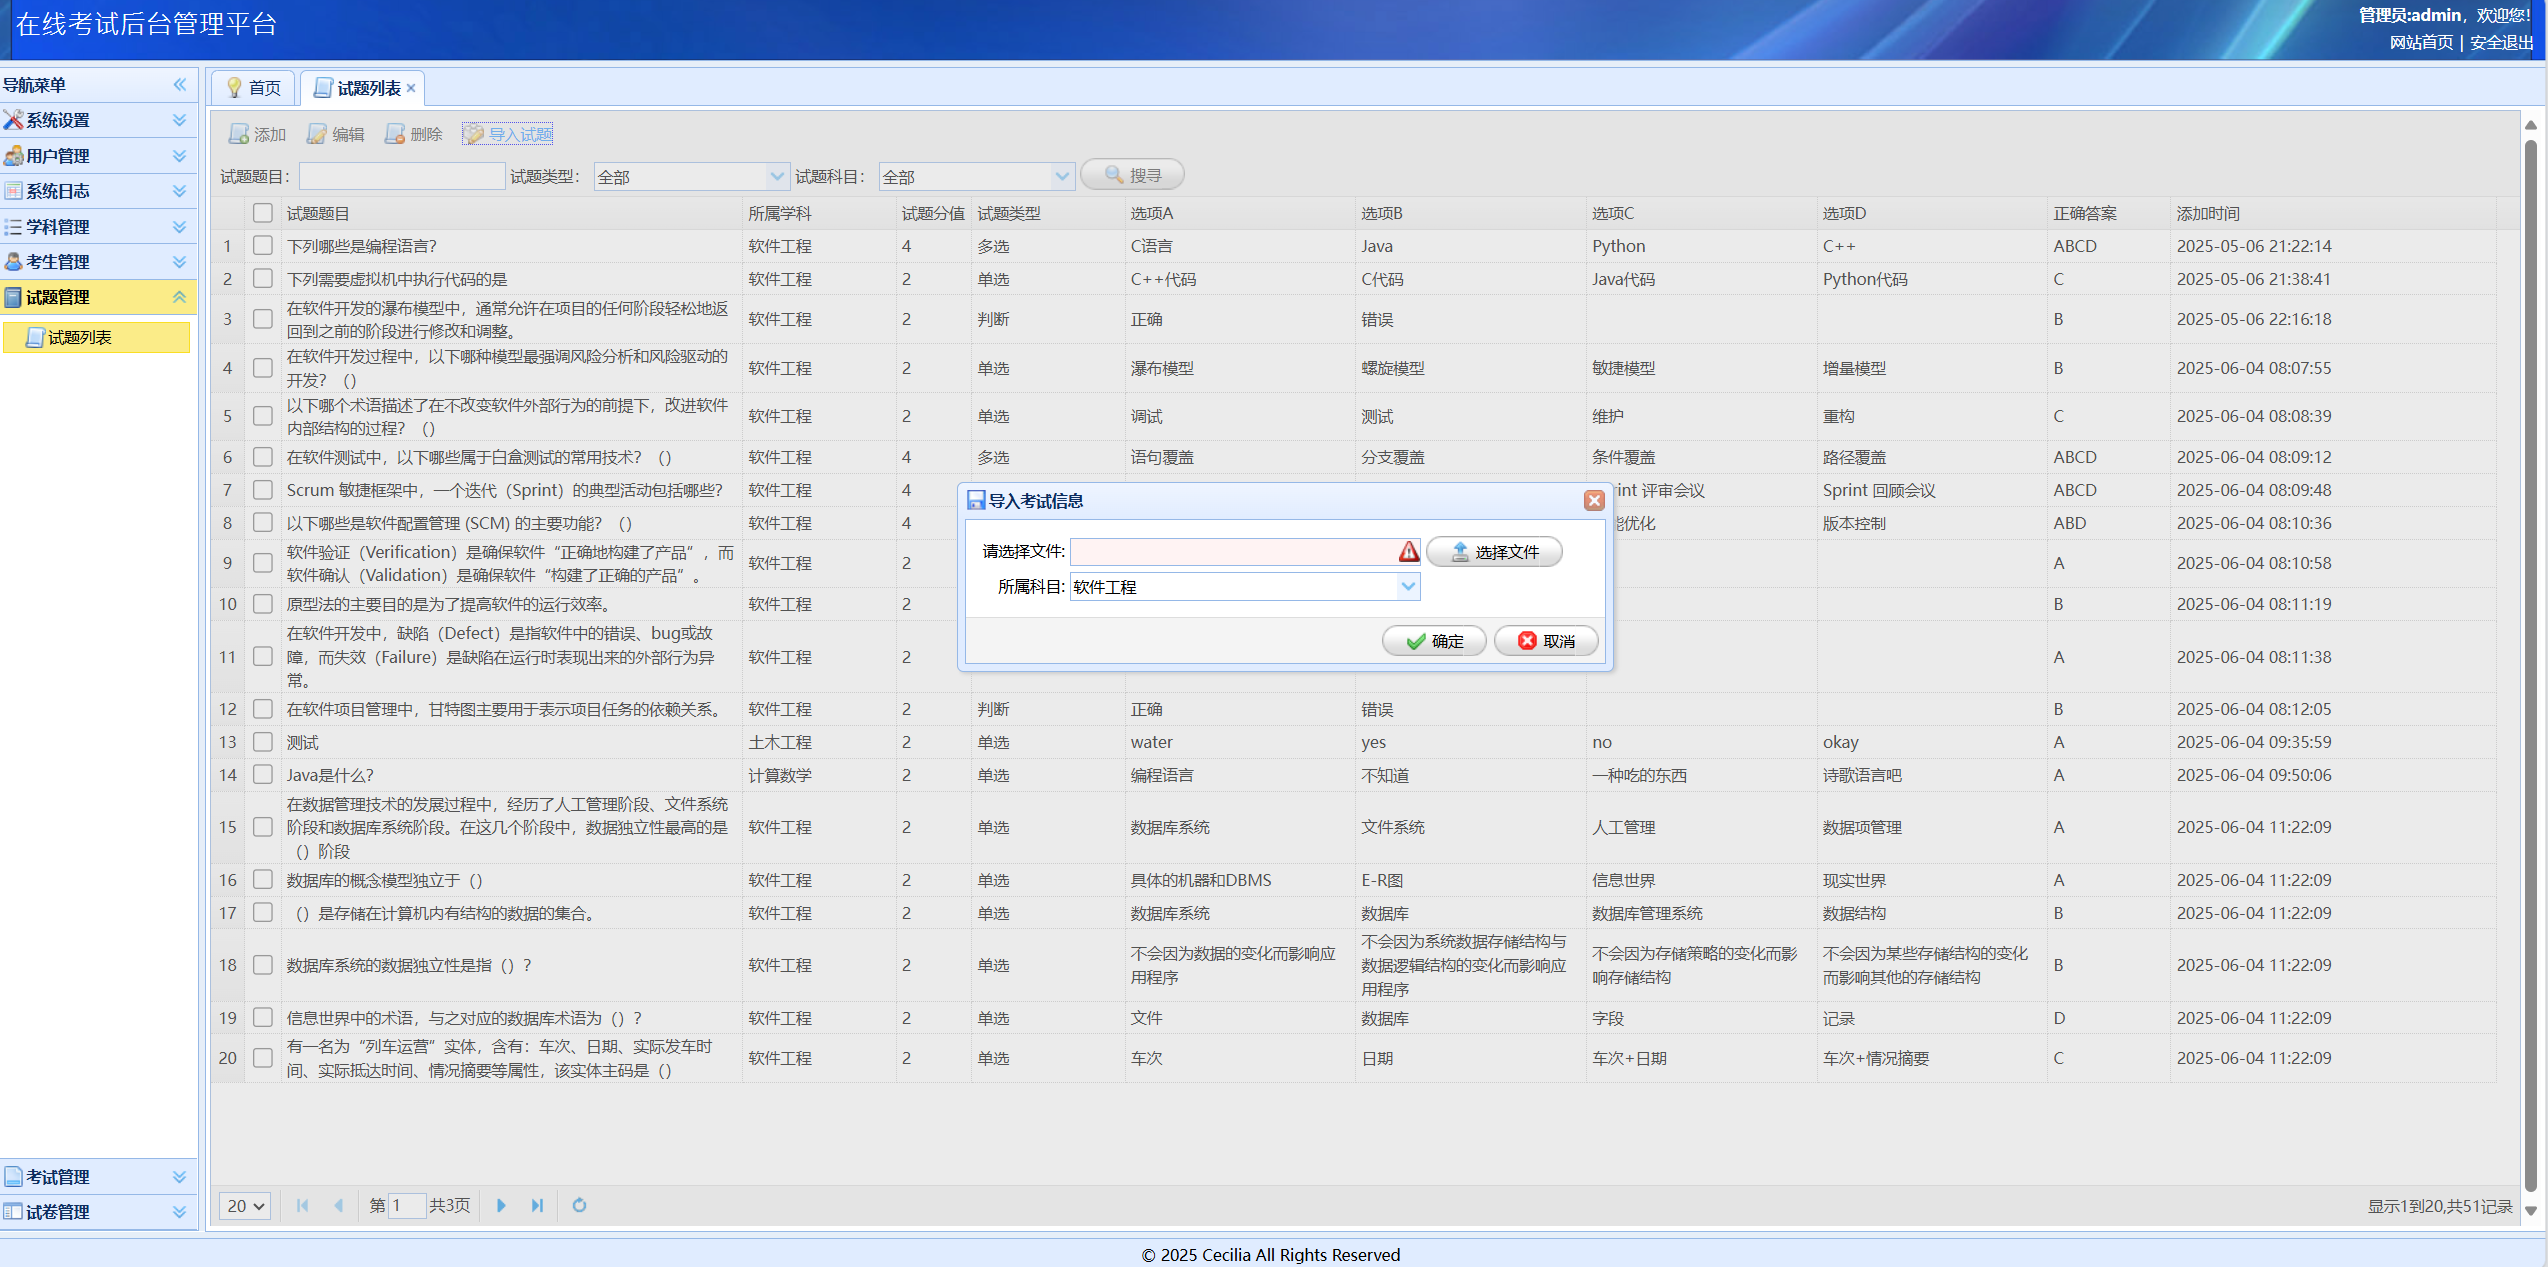 在线考试后台管理平台
管理员:admin，欢迎您!
网站首页 | 安全退出
导航菜单
系统设置
用户管理
系统日志
学科管理
考生管理
试题管理
试题列表
考试管理
试卷管理
首页 试题列表
添加 编辑 删除 导入试题
试题题目： 试题类型： 全部 试题科目： 全部 搜寻
试题题目 所属学科 试题分值 试题类型 选项A 选项B 选项C 选项D 正确答案 添加时间
1 下列哪些是编程语言? 软件工程 4 多选 C语言 Java Python C++ ABCD 2025-05-06 21:22:14
2 下列需要虚拟机中执行代码的是 软件工程 2 单选 C++代码 C代码 Java代码 Python代码 C 2025-05-06 21:38:41
在软件开发的瀑布模型中，通常允许在项目的任何阶段轻松地返
3 回到之前的阶段进行修改和调整。 软件工程 2 判断 正确 错误 B 2025-05-06 22:16:18
在软件开发过程中，以下哪种模型最强调风险分析和风险驱动的
4 开发？（） 软件工程 2 单选 瀑布模型 螺旋模型 敏捷模型 增量模型 B 2025-06-04 08:07:55
以下哪个术语描述了在不改变软件外部行为的前提下，改进软件
5 内部结构的过程？（） 软件工程 2 单选 调试 测试 维护 重构 C 2025-06-04 08:08:39
6 在软件测试中，以下哪些属于白盒测试的常用技术？（） 软件工程 4 多选 语句覆盖 分支覆盖 条件覆盖 路径覆盖 ABCD 2025-06-04 08:09:12
7 Scrum 敏捷框架中，一个迭代（Sprint）的典型活动包括哪些? 软件工程 4 int 评审会议 Sprint 回顾会议 ABCD 2025-06-04 08:09:48
8 以下哪些是软件配置管理 (SCM) 的主要功能？（） 软件工程 4 能优化 版本控制 ABD 2025-06-04 08:10:36
软件验证（Verification）是确保软件“正确地构建了产品”，而
9 软件确认（Validation）是确保软件“构建了正确的产品”。 软件工程 2 A 2025-06-04 08:10:58
10 原型法的主要目的是为了提高软件的运行效率。 软件工程 2 B 2025-06-04 08:11:19
在软件开发中，缺陷（Defect）是指软件中的错误、bug或故
11 障，而失效（Failure）是缺陷在运行时表现出来的外部行为异 软件工程 2 A 2025-06-04 08:11:38
常。
12 在软件项目管理中，甘特图主要用于表示项目任务的依赖关系。 软件工程 2 判断 正确 错误 B 2025-06-04 08:12:05
13 测试 土木工程 2 单选 water yes no okay A 2025-06-04 09:35:59
14 Java是什么? 计算数学 2 单选 编程语言 不知道 一种吃的东西 诗歌语言吧 A 2025-06-04 09:50:06
在数据管理技术的发展过程中，经历了人工管理阶段、文件系统
15 阶段和数据库系统阶段。在这几个阶段中，数据独立性最高的是 软件工程 2 单选 数据库系统 文件系统 人工管理 数据项管理 A 2025-06-04 11:22:09
（）阶段
16 数据库的概念模型独立于（） 软件工程 2 单选 具体的机器和DBMS E-R图 信息世界 现实世界 A 2025-06-04 11:22:09
17 （）是存储在计算机内有结构的数据的集合。 软件工程 2 单选 数据库系统 数据库 数据库管理系统 数据结构 B 2025-06-04 11:22:09
不会因为数据的变化而影响应 不会因为系统数据存储结构与 不会因为存储策略的变化而影 不会因为某些存储结构的变化
18 数据库系统的数据独立性是指（）? 软件工程 2 单选 数据逻辑结构的变化而影响应 B 2025-06-04 11:22:09
用程序 用程序 响存储结构 而影响其他的存储结构
19 信息世界中的术语，与之对应的数据库术语为（）? 软件工程 2 单选 文件 数据库 字段 记录 D 2025-06-04 11:22:09
有一名为“列车运营”实体，含有：车次、日期、实际发车时
20 间、实际抵达时间、情况摘要等属性，该实体主码是（） 软件工程 2 单选 车次 日期 车次+日期 车次+情况摘要 C 2025-06-04 11:22:09
导入考试信息
请选择文件: 选择文件
所属科目: 软件工程
确定 取消
20 第 1 共3页 显示1到20,共51记录
© 2025 Cecilia All Rights Reserved